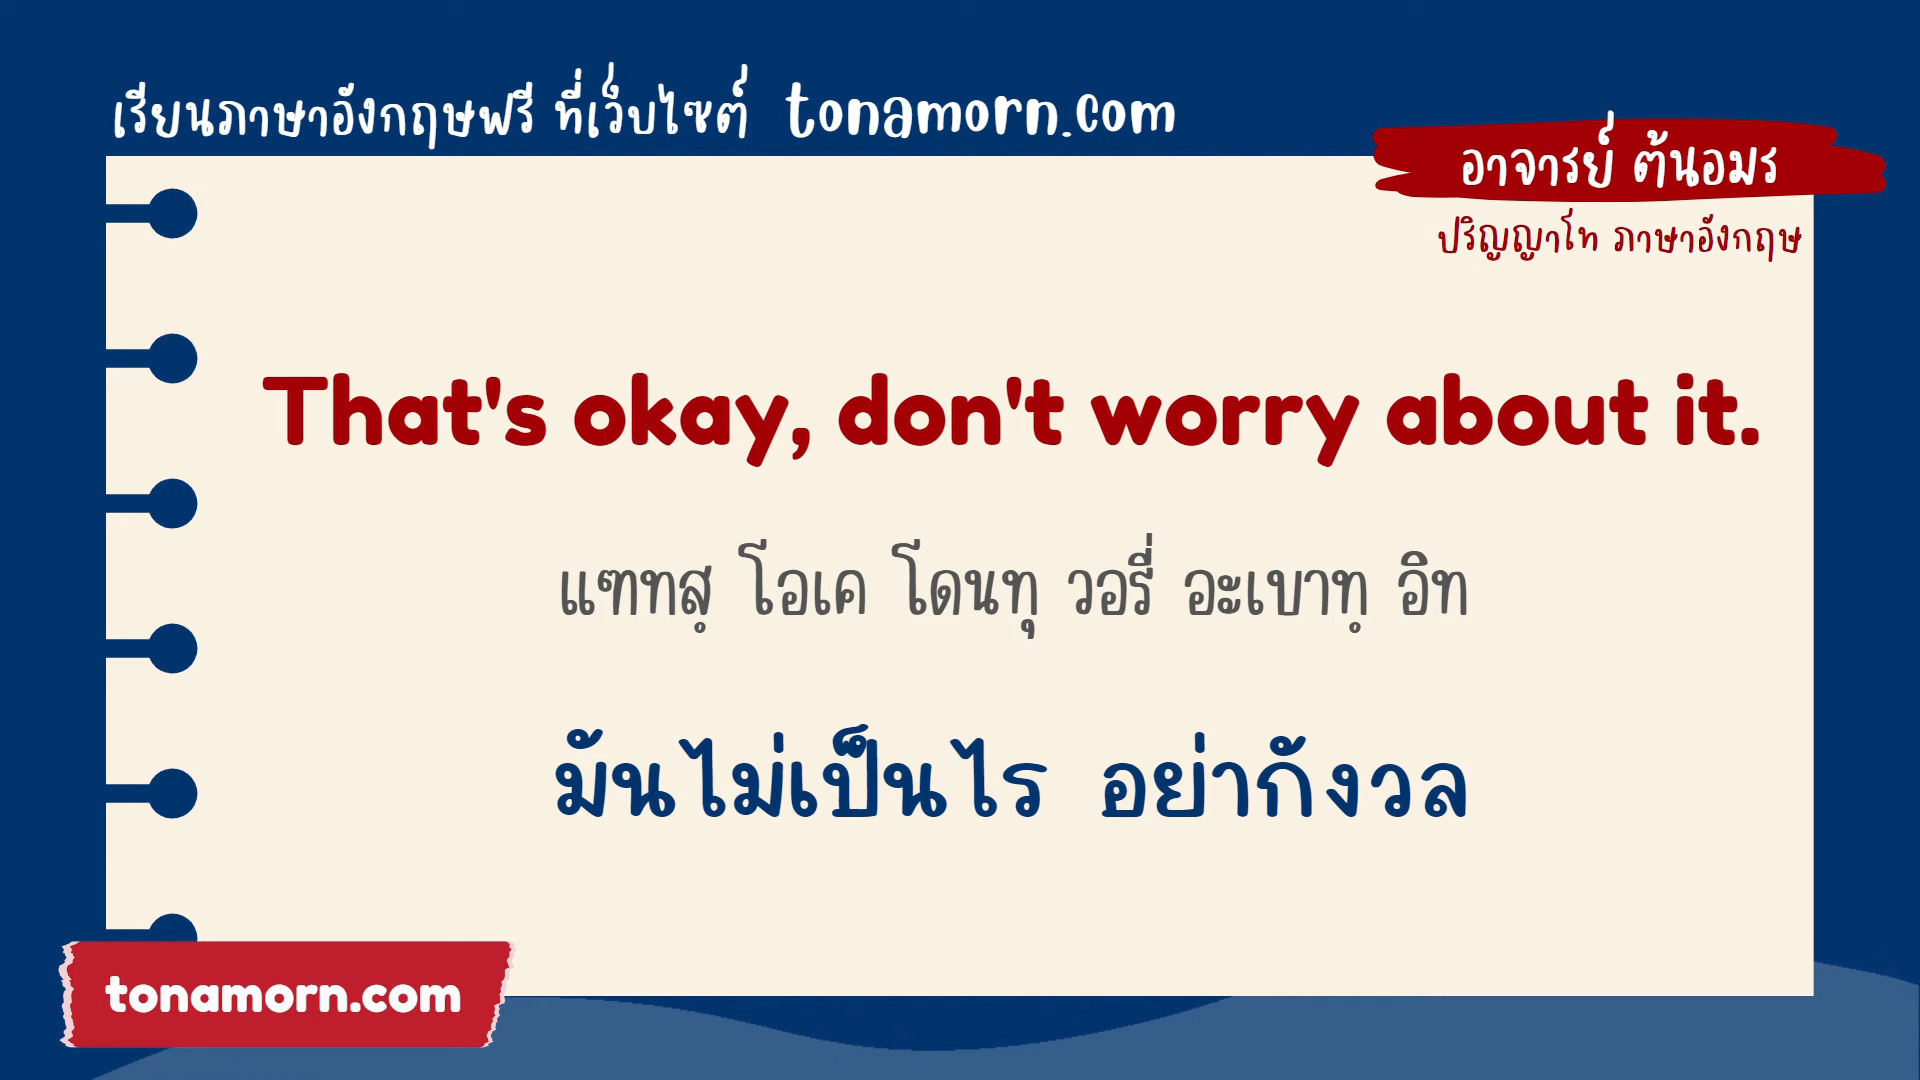 เรียนภาษาอังกฤษฟรี ที่เว็บไซต์ tonamorn.com
อาจารย์ ต้นอมร
ปริญญาโท ภาษาอังกฤษ
That's okay, don't worry about it.
แฑทสฺ โอเค โดนทุ วอรี่ อะเบาทฺ อิท
มันไม่เป็นไร อย่ากังวล
tonamorn.com